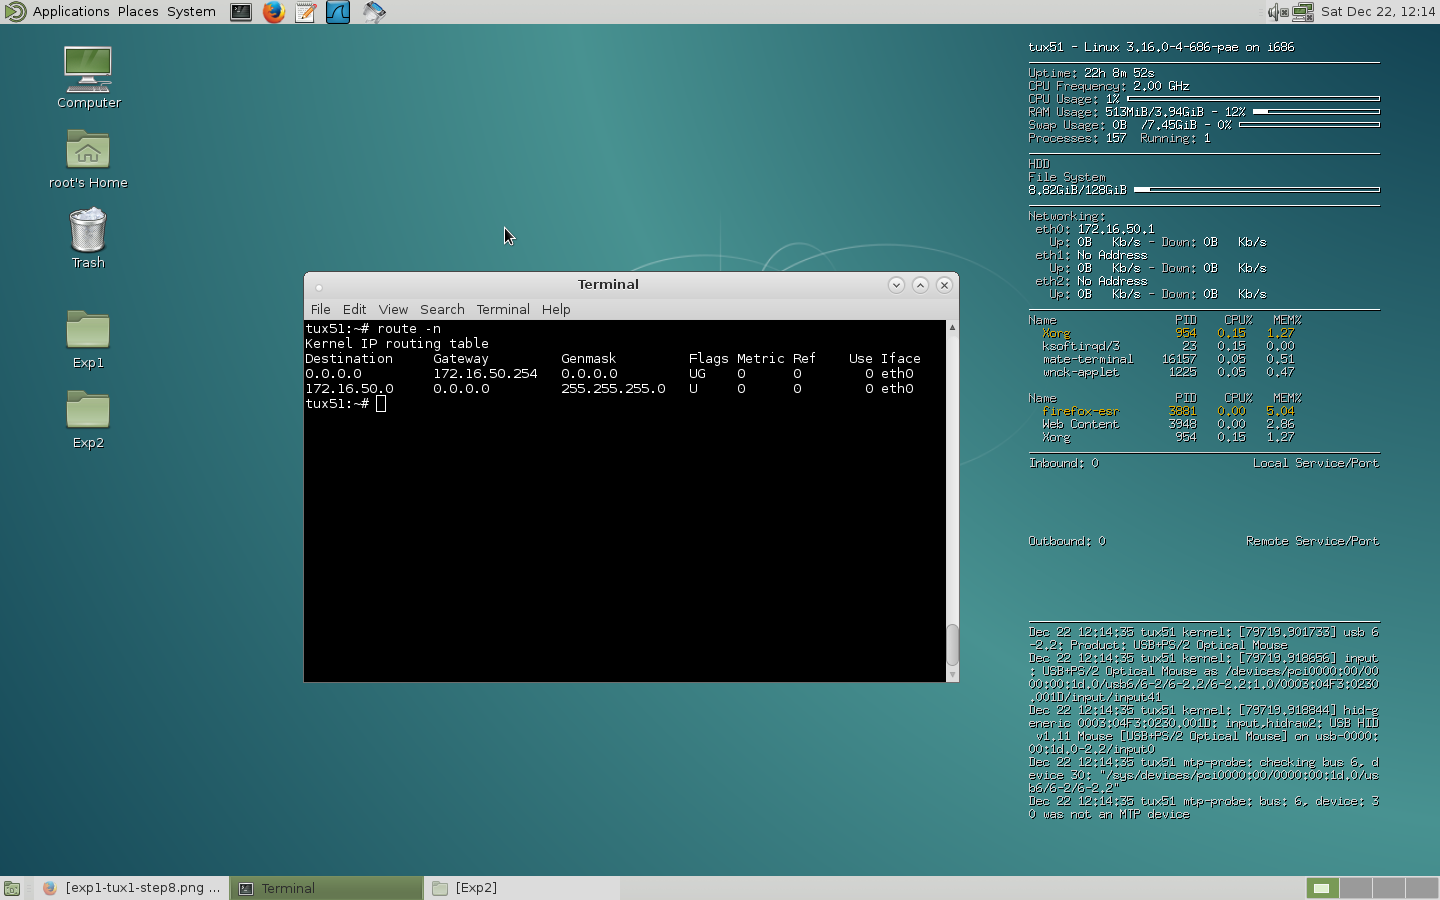 Applications Places System
Sat Dec 22, 12:14
Computer
root's Home
Trash
Exp1
Exp2
Terminal
File Edit View Search Terminal Help
tux51:~# route -n
Kernel IP routing table
Destination Gateway Genmask Flags Metric Ref Use Iface
0.0.0.0 172.16.50.254 0.0.0.0 UG 0 0 0 eth0
172.16.50.0 0.0.0.0 255.255.255.0 U 0 0 0 eth0
tux51:~#
tux51 - Linux 3.16.0-4-686-pae on i686
Uptime: 22h 8m 52s
CPU Frequency: 2.00 GHz
CPU Usage: 1%
RAM Usage: 513MiB/3.94GiB - 12%
Swap Usage: 0B /7.45GiB - 0%
Processes: 157 Running: 1
HDD
File System
8.82GiB/128GiB
Networking:
eth0: 172.16.50.1
Up: 0B Kb/s - Down: 0B Kb/s
eth1: No Address
Up: 0B Kb/s - Down: 0B Kb/s
eth2: No Address
Up: 0B Kb/s - Down: 0B Kb/s
Name PID CPU% MEM%
Xorg 954 0.15 1.27
ksoftirqd/3 23 0.15 0.00
mate-terminal 16157 0.05 0.51
wnck-applet 1225 0.05 0.47
Name PID CPU% MEM%
firefox-esr 3881 0.00 5.04
Web Content 3948 0.00 2.86
Xorg 954 0.15 1.27
Inbound: 0 Local Service/Port
Outbound: 0 Remote Service/Port
Dec 22 12:14:35 tux51 kernel: [79719.901733] usb 6
-2.2: Product: USB+PS/2 Optical Mouse
Dec 22 12:14:35 tux51 kernel: [79719.918656] input
: USB+PS/2 Optical Mouse as /devices/pci0000:00/00
00:00:1d.0/usb6/6-2/6-2.2/6-2.2:1.0/0003:04F3:0230
.001D/input/input41
Dec 22 12:14:35 tux51 kernel: [79719.918844] hid-g
eneric 0003:04F3:0230.001D: input,hidraw2: USB HID
v1.11 Mouse [USB+PS/2 Optical Mouse] on usb-0000:
00:1d.0-2.2/input0
Dec 22 12:14:35 tux51 mtp-probe: checking bus 6, d
evice 30: "/sys/devices/pci0000:00/0000:00:1d.0/us
b6/6-2/6-2.2"
Dec 22 12:14:35 tux51 mtp-probe: bus: 6, device: 3
0 was not an MTP device
[exp1-tux1-step8.png ...
Terminal
[Exp2]